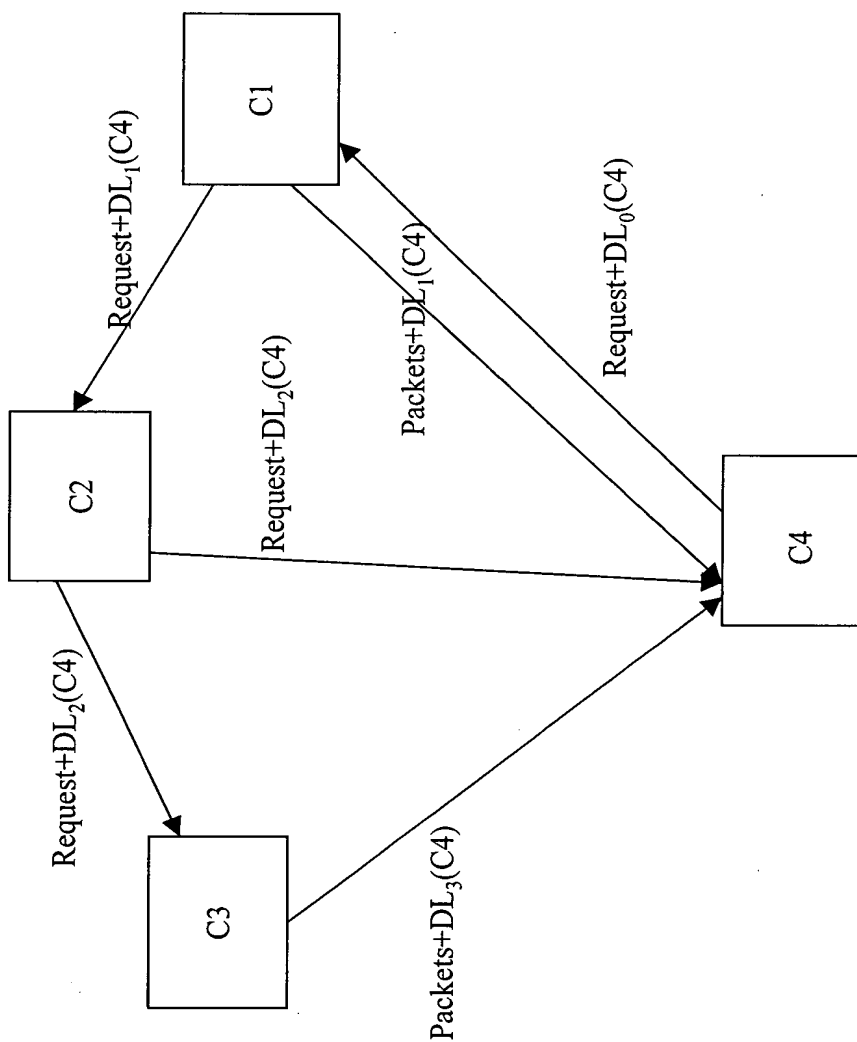 C1
Request+DL₁(C4)
C2
Request+DL₂(C4)
Packets+DL₁(C4)
Request+DL₀(C4)
Request+DL₂(C4)
C3
Packets+DL₃(C4)
C4